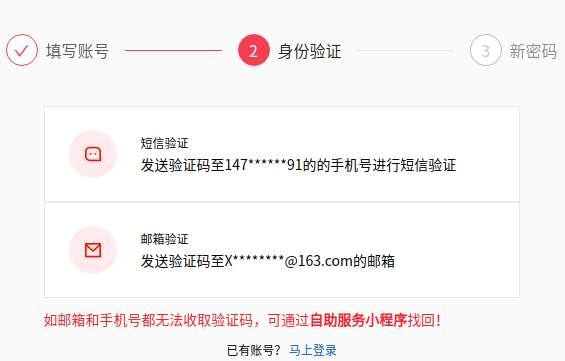 填写账号
2 身份验证
3 新密码
短信验证
发送验证码至147******91的的手机号进行短信验证
邮箱验证
发送验证码至X********@163.com的邮箱
如邮箱和手机号都无法收取验证码，可通过自助服务小程序找回！
已有账号？ 马上登录